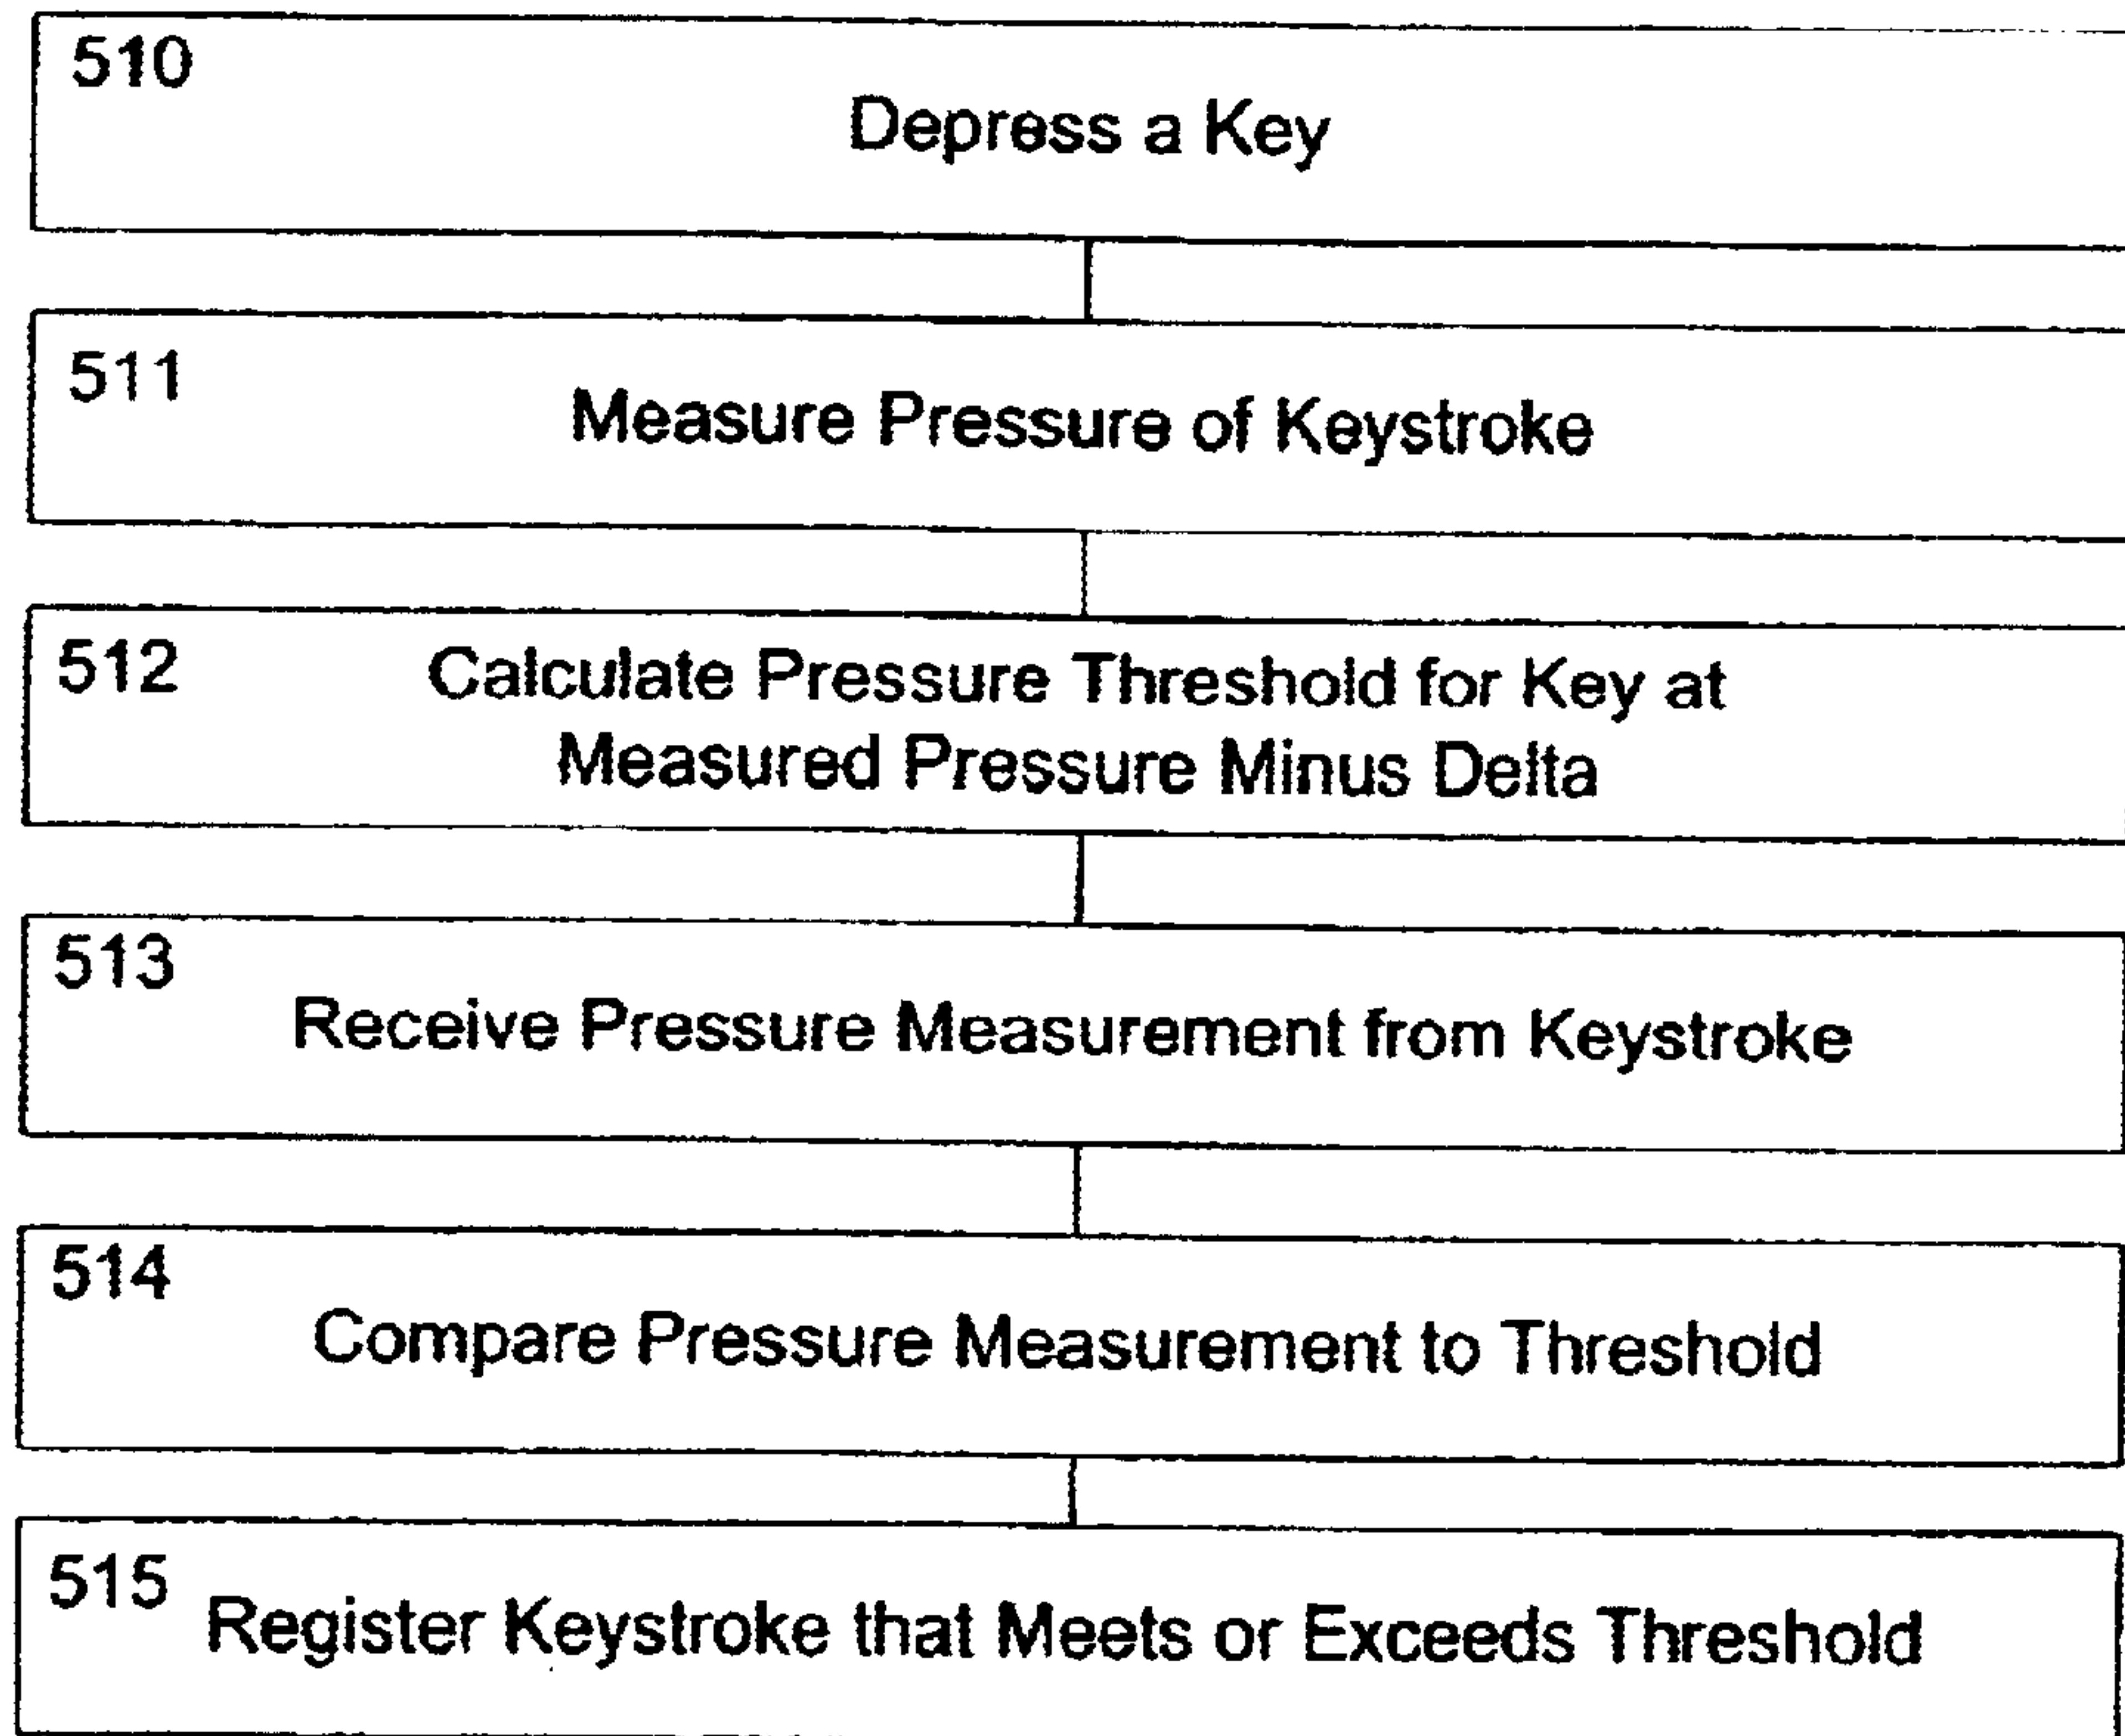 510
Depress a Key
511
Measure Pressure of Keystroke
512
Calculate Pressure Threshold for Key at
Measured Pressure Minus Delta
513
Receive Pressure Measurement from Keystroke
514
Compare Pressure Measurement to Threshold
515
Register Keystroke that Meets or Exceeds Threshold